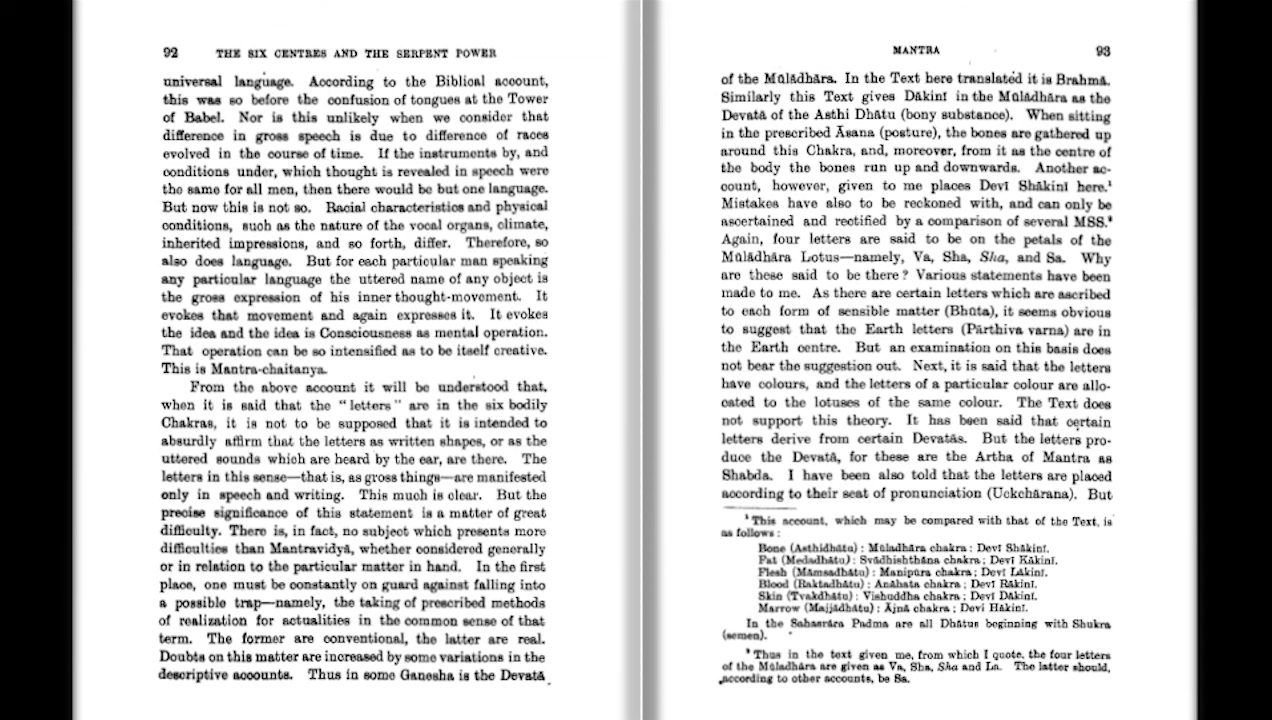 92 THE SIX CENTRES AND THE SERPENT POWER
universal language. According to the Biblical account,
this was so before the confusion of tongues at the Tower
of Babel. Nor is this unlikely when we consider that
difference in gross speech is due to difference of races
evolved in the course of time. If the instruments by, and
conditions under, which thought is revealed in speech were
the same for all men, then there would be but one language.
But now this is not so. Racial characteristics and physical
conditions, such as the nature of the vocal organs, climate,
inherited impressions, and so forth, differ. Therefore, so
also does language. But for each particular man speaking
any particular language the uttered name of any object is
the gross expression of his inner thought-movement. It
evokes that movement and again expresses it. It evokes
the idea and the idea is Consciousness as mental operation.
That operation can be so intensified as to be itself creative.
This is Mantra-chaitanya.
From the above account it will be understood that,
when it is said that the "letters" are in the six bodily
Chakras, it is not to be supposed that it is intended to
absurdly affirm that the letters as written shapes, or as the
uttered sounds which are heard by the ear, are there. The
letters in this sense—that is, as gross things—are manifested
only in speech and writing. This much is clear. But the
precise significance of this statement is a matter of great
difficulty. There is, in fact, no subject which presents more
difficulties than Mantravidyā, whether considered generally
or in relation to the particular matter in hand. In the first
place, one must be constantly on guard against falling into
a possible trap—namely, the taking of prescribed methods
of realization for actualities in the common sense of that
term. The former are conventional, the latter are real.
Doubts on this matter are increased by some variations in the
descriptive accounts. Thus in some Ganesha is the Devatā
MANTRA 93
of the Mūlādhāra. In the Text here translated it is Brahmā.
Similarly this Text gives Dākinī in the Mūlādhāra as the
Devatā of the Asthi Dhātu (bony substance). When sitting
in the prescribed Āsana (posture), the bones are gathered up
around this Chakra, and, moreover, from it as the centre of
the body the bones run up and downwards. Another ac-
count, however, given to me places Devī Shākinī here.¹
Mistakes have also to be reckoned with, and can only be
ascertained and rectified by a comparison of several MSS.²
Again, four letters are said to be on the petals of the
Mūlādhāra Lotus—namely, Va, Sha, Sha, and Sa. Why
are these said to be there? Various statements have been
made to me. As there are certain letters which are ascribed
to each form of sensible matter (Bhūta), it seems obvious
to suggest that the Earth letters (Pārthiva varna) are in
the Earth centre. But an examination on this basis does
not bear the suggestion out. Next, it is said that the letters
have colours, and the letters of a particular colour are allo-
cated to the lotuses of the same colour. The Text does
not support this theory. It has been said that certain
letters derive from certain Devatās. But the letters pro-
duce the Devatā, for these are the Artha of Mantra as
Shabda. I have been also told that the letters are placed
according to their seat of pronunciation (Uckchārana). But
¹ This account, which may be compared with that of the Text, is
as follows:
Bone (Asthidhātu): Mūladhāra chakra; Devī Shākinī.
Fat (Medadhātu): Svādhishthāna chakra; Devī Kākinī.
Flesh (Māmsadhātu): Manipūra chakra; Devī Lākinī.
Blood (Raktadhātu): Anāhata chakra; Devī Rākinī.
Skin (Tvakdhātu): Vishuddha chakra; Devī Dākinī.
Marrow (Majjādhātu): Ājnā chakra; Devī Hākinī.
In the Sahasrāra Padma are all Dhātus beginning with Shukra
(semen).
² Thus in the text given me, from which I quote, the four letters
of the Mūladhāra are given as Va, Sha, Sha and La. The latter should,
according to other accounts, be Sa.